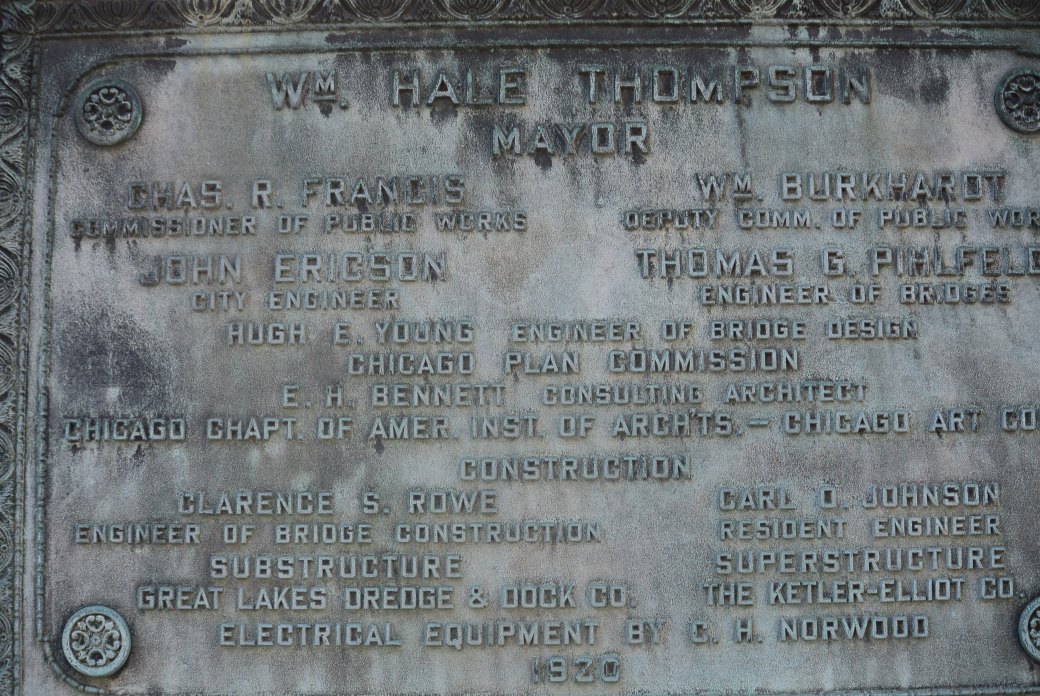 WM. HALE THOMPSON
MAYOR
CHAS. R. FRANCIS WM. BURKHARDT
COMMISSIONER OF PUBLIC WORKS DEPUTY COMM. OF PUBLIC WOR
JOHN ERICSON THOMAS G. PIHLFELD
CITY ENGINEER ENGINEER OF BRIDGES
HUGH E. YOUNG ENGINEER OF BRIDGE DESIGN
CHICAGO PLAN COMMISSION
E. H. BENNETT CONSULTING ARCHITECT
CHICAGO CHAPT. OF AMER. INST. OF ARCH'TS. – CHICAGO ART CO
CONSTRUCTION
CLARENCE S. ROWE CARL O. JOHNSON
ENGINEER OF BRIDGE CONSTRUCTION RESIDENT ENGINEER
SUBSTRUCTURE SUPERSTRUCTURE
GREAT LAKES DREDGE & DOCK CO. THE KETLER-ELLIOT CO.
ELECTRICAL EQUIPMENT BY C. H. NORWOOD
1920